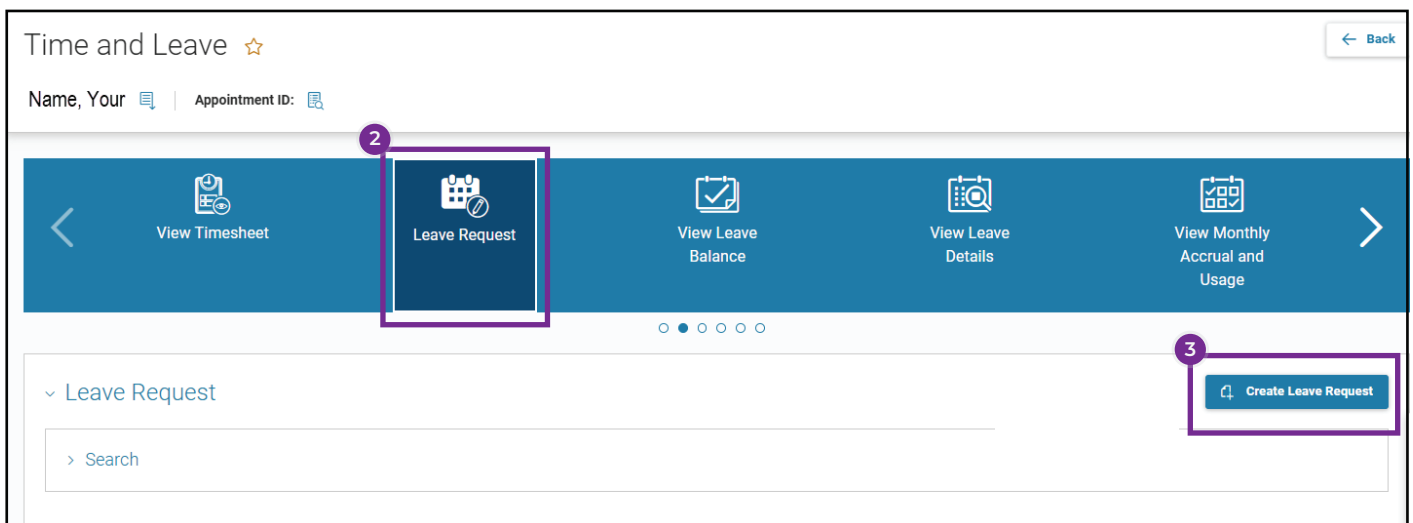 Time and Leave
Back
Name, Your
Appointment ID:
2
View Timesheet
Leave Request
View Leave
Balance
View Leave
Details
View Monthly
Accrual and
Usage
3
Leave Request
Create Leave Request
Search